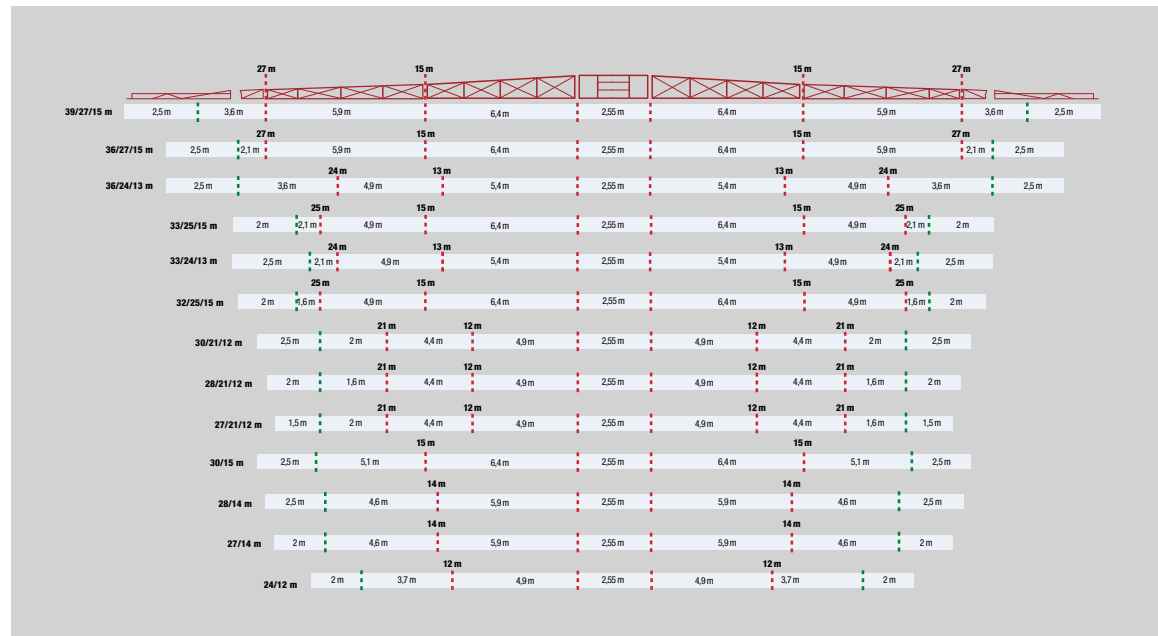 27 m 15 m 15 m 27 m
39/27/15 m 2,5 m 3,6 m 5,9 m 6,4 m 2,55 m 6,4 m 5,9 m 3,6 m 2,5 m
27 m 15 m 15 m 27 m
36/27/15 m 2,5 m 2,1 m 5,9 m 6,4 m 2,55 m 6,4 m 5,9 m 2,1 m 2,5 m
24 m 13 m 13 m 24 m
36/24/13 m 2,5 m 3,6 m 4,9 m 5,4 m 2,55 m 5,4 m 4,9 m 3,6 m 2,5 m
25 m 15 m 15 m 25 m
33/25/15 m 2 m 2,1 m 4,9 m 6,4 m 2,55 m 6,4 m 4,9 m 2,1 m 2 m
24 m 13 m 13 m 24 m
33/24/13 m 2,5 m 2,1 m 4,9 m 5,4 m 2,55 m 5,4 m 4,9 m 2,1 m 2,5 m
25 m 15 m 15 m 25 m
32/25/15 m 2 m 1,6 m 4,9 m 6,4 m 2,55 m 6,4 m 4,9 m 1,6 m 2 m
21 m 12 m 12 m 21 m
30/21/12 m 2,5 m 2 m 4,4 m 4,9 m 2,55 m 4,9 m 4,4 m 2 m 2,5 m
21 m 12 m 12 m 21 m
28/21/12 m 2 m 1,6 m 4,4 m 4,9 m 2,55 m 4,9 m 4,4 m 1,6 m 2 m
21 m 12 m 12 m 21 m
27/21/12 m 1,5 m 2 m 4,4 m 4,9 m 2,55 m 4,9 m 4,4 m 1,6 m 1,5 m
15 m 15 m
30/15 m 2,5 m 5,1 m 6,4 m 2,55 m 6,4 m 5,1 m 2,5 m
14 m 14 m
28/14 m 2,5 m 4,6 m 5,9 m 2,55 m 5,9 m 4,6 m 2,5 m
14 m 14 m
27/14 m 2 m 4,6 m 5,9 m 2,55 m 5,9 m 4,6 m 2 m
12 m 12 m
24/12 m 2 m 3,7 m 4,9 m 2,55 m 4,9 m 3,7 m 2 m